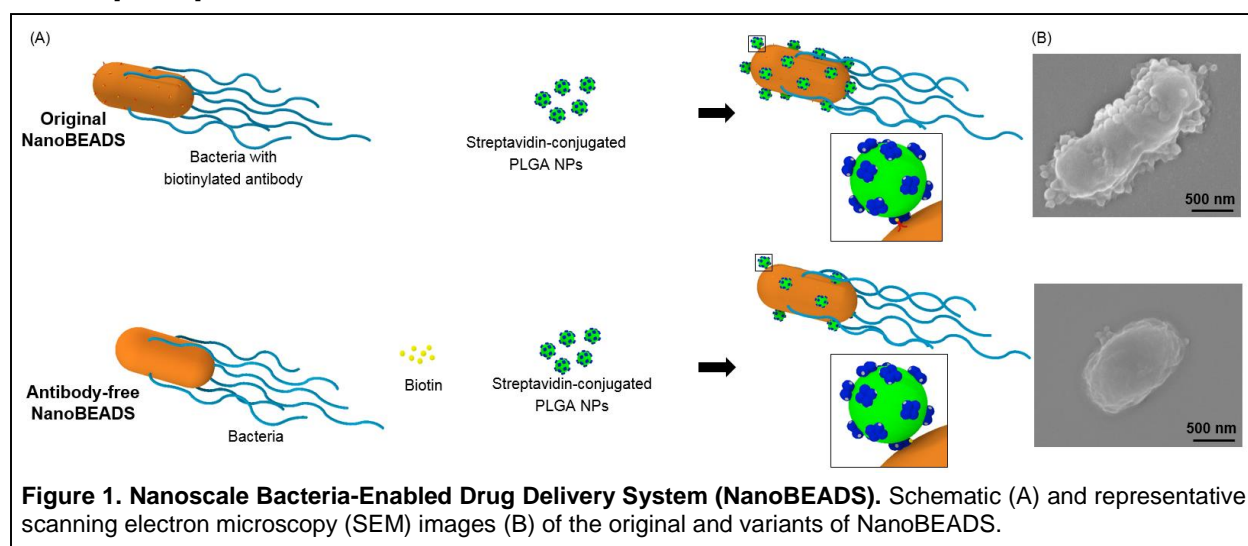 (A)
(B)
Original
NanoBEADS
Bacteria with
biotinylated antibody
Streptavidin-conjugated
PLGA NPs
500 nm
Antibody-free
NanoBEADS
Bacteria
Biotin
Streptavidin-conjugated
PLGA NPs
500 nm
Figure 1. Nanoscale Bacteria-Enabled Drug Delivery System (NanoBEADS). Schematic (A) and representative
scanning electron microscopy (SEM) images (B) of the original and variants of NanoBEADS.